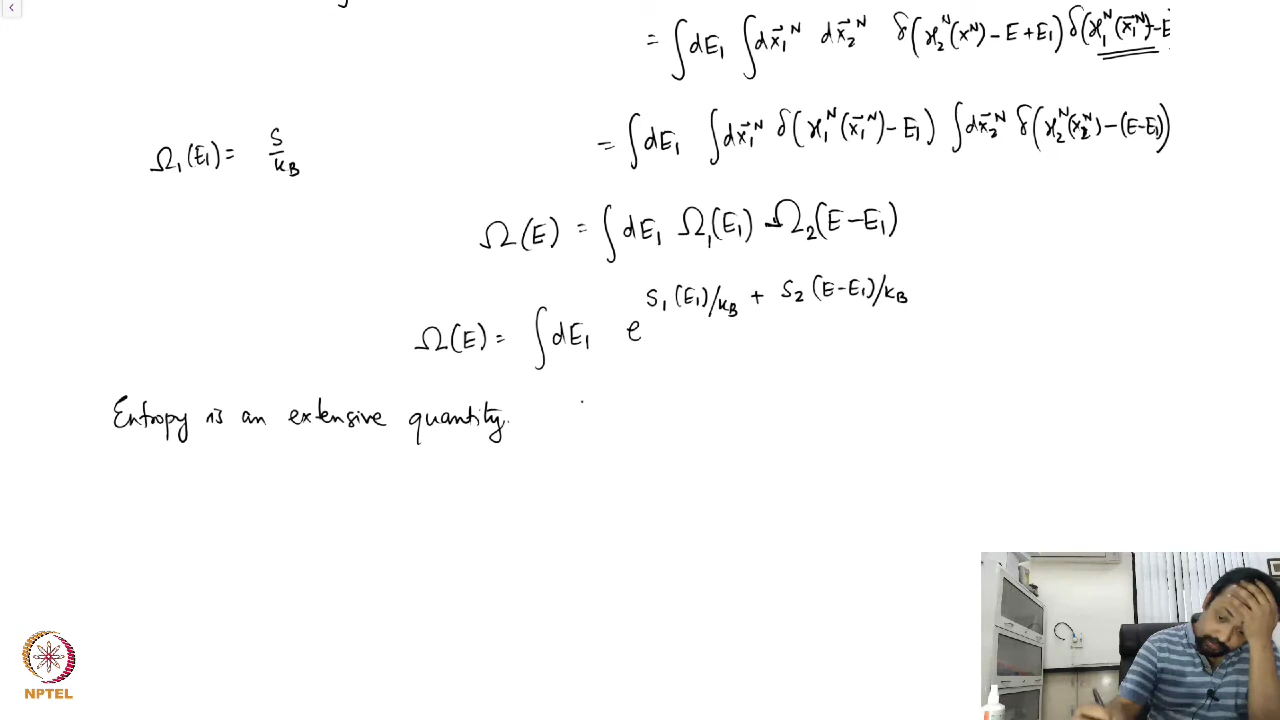 = ∫dE₁ ∫dx⃗₁ᴺ dx⃗₂ᴺ δ(ℋ₂ᴺ(xᴺ) − E + E₁) δ(ℋ₁ᴺ(x⃗₁ᴺ) − E
= ∫dE₁ ∫dx⃗₁ᴺ δ(ℋ₁ᴺ(x⃗₁ᴺ) − E₁) ∫dx⃗₂ᴺ δ(ℋ₂ᴺ(x₂ᴺ) − (E−E₁))
Ω₁(E₁) = S/k_B
Ω(E) = ∫dE₁ Ω₁(E₁) Ω₂(E−E₁)
Ω(E) = ∫dE₁ e^{S₁(E₁)/k_B + S₂(E−E₁)/k_B}
Entropy is an extensive quantity.
NPTEL